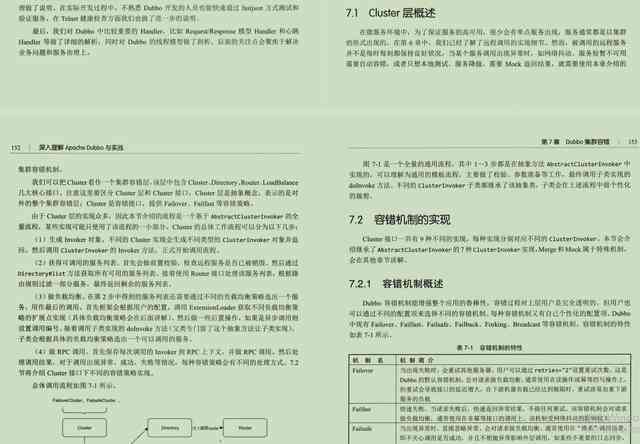 理做了说明，在实际开发过程中，不熟悉 Dubbo 开发的人员也能快速通过 fastjson 方式测试和
验证服务，在 Telnet 健康检查方面我们也做了进一步的说明。
最后，我们对 Dubbo 中比较重要的 Handler，比如 Request/Response 模型 Handler 和心跳
Handler 等做了详细的解析，同时对 Dubbo 的线程模型做了剖析，后面的关注点会聚焦于解决
业务问题和服务治理上。
7.1 Cluster 层概述
在微服务环境中，为了保证服务的高可用，很少会有单点服务出现，服务通常都是以集群
的形式出现的。在第 6 章中，我们已经了解了远程调用的实现细节。然而，被调用的远程服务
并不是每时每刻都保持良好状况，当某个服务调用出现异常时，如网络抖动、服务短暂不可用
需要自动容错，或者只想本地测试、服务降级，需要 Mock 返回结果，就需要使用本章介绍的
152 深入理解 Apache Dubbo 与实战
集群容错机制。
我们可以把 Cluster 看作一个集群容错层，该层中包含 Cluster、Directory、Router、LoadBalance
几大核心接口。注意这里要区分 Cluster 层和 Cluster 接口，Cluster 层是抽象概念，表示的是对
外的整个集群容错层；Cluster 是容错接口，提供 Failover、Failfast 等容错策略。
由于 Cluster 层的实现众多，因此本节介绍的流程是一个基于 AbstractClusterInvoker 的全
量流程，某些实现可能只使用了该流程的一小部分。Cluster 的总体工作流程可以分为以下几步：
（1）生成 Invoker 对象。不同的 Cluster 实现会生成不同类型的 ClusterInvoker 对象并返
回。然后调用 ClusterInvoker 的 Invoker 方法，正式开始调用流程。
（2）获得可调用的服务列表。首先会做前置校验，检查远程服务是否已被销毁。然后通过
Directory#list 方法获取所有可用的服务列表。接着使用 Router 接口处理该服务列表，根据路
由规则过滤一部分服务，最终返回剩余的服务列表。
（3）做负载均衡。在第 2 步中得到的服务列表还需要通过不同的负载均衡策略选出一个服
务，用作最后的调用。首先框架会根据用户的配置，调用 ExtensionLoader 获取不同负载均衡策
略的扩展点实现（具体负载均衡策略会在后面讲解）。然后做一些后置操作，如果是异步调用则
设置调用编号。接着调用子类实现的 doInvoke 方法（父类专门留了这个抽象方法让子类实现），
子类会根据具体的负载均衡策略选出一个可以调用的服务。
（4）做 RPC 调用。首先保存每次调用的 Invoker 到 RPC 上下文，并做 RPC 调用。然后处
理调用结果，对于调用出现异常、成功、失败等情况，每种容错策略会有不同的处理方式。7.2
节将介绍 Cluster 接口下不同的容错策略实现。
总体调用流程如图 7-1 所示。
FailoverCluster、FailsafeCluster…
Cluster
Directory
Router
第 7 章 Dubbo 集群容错 153
图 7-1 是一个全量的通用流程，其中 1~3 步都是在抽象方法 AbstractClusterInvoker 中
实现的，可以理解为通用的模板流程，主要做了校验、参数准备等工作，最终调用子类实现的
doInvoke 方法。不同的 ClusterInvoker 子类都继承了该抽象类，子类会在上述流程中做个性化
的裁剪。
7.2 容错机制的实现
Cluster 接口一共有 9 种不同的实现，每种实现分别对应不同的 ClusterInvoker。本节会介
绍继承了 AbstractClusterInvoker 的 7 种 ClusterInvoker 实现，Merge 和 Mock 属于特殊机制，
会在其他章节讲解。
7.2.1 容错机制概述
Dubbo 容错机制能增强整个应用的鲁棒性，容错过程对上层用户是完全透明的，但用户也
可以通过不同的配置项来选择不同的容错机制。每种容错机制又有自己个性化的配置项。Dubbo
中现有 Failover、Failfast、Failsafe、Failback、Forking、Broadcast 等容错机制，容错机制的特性
如表 7-1 所示。
表 7-1 容错机制的特性
机 制 名 机 制 简 介
Failover 当出现失败时，会重试其他服务器。用户可以通过 retries="2"设置重试次数。这是
Dubbo 的默认容错机制，会对请求做负载均衡。通常使用在读操作或幂等的写操作上，
但重试会导致接口的延迟增大，在下游机器负载已经达到极限时，重试容易加重下游
服务的负载
Failfast 快速失败，当请求失败后，快速返回异常结果，不做任何重试。该容错机制会对请求
做负载均衡，通常使用在非幂等接口的调用上。该机制受网络抖动的影响较大
Failsafe 当出现异常时，直接忽略异常。会对请求做负载均衡。通常使用在"佛系"调用场景，
即不关心调用是否成功，并且不想抛异常影响外层调用，如某些不重要的日志同步，